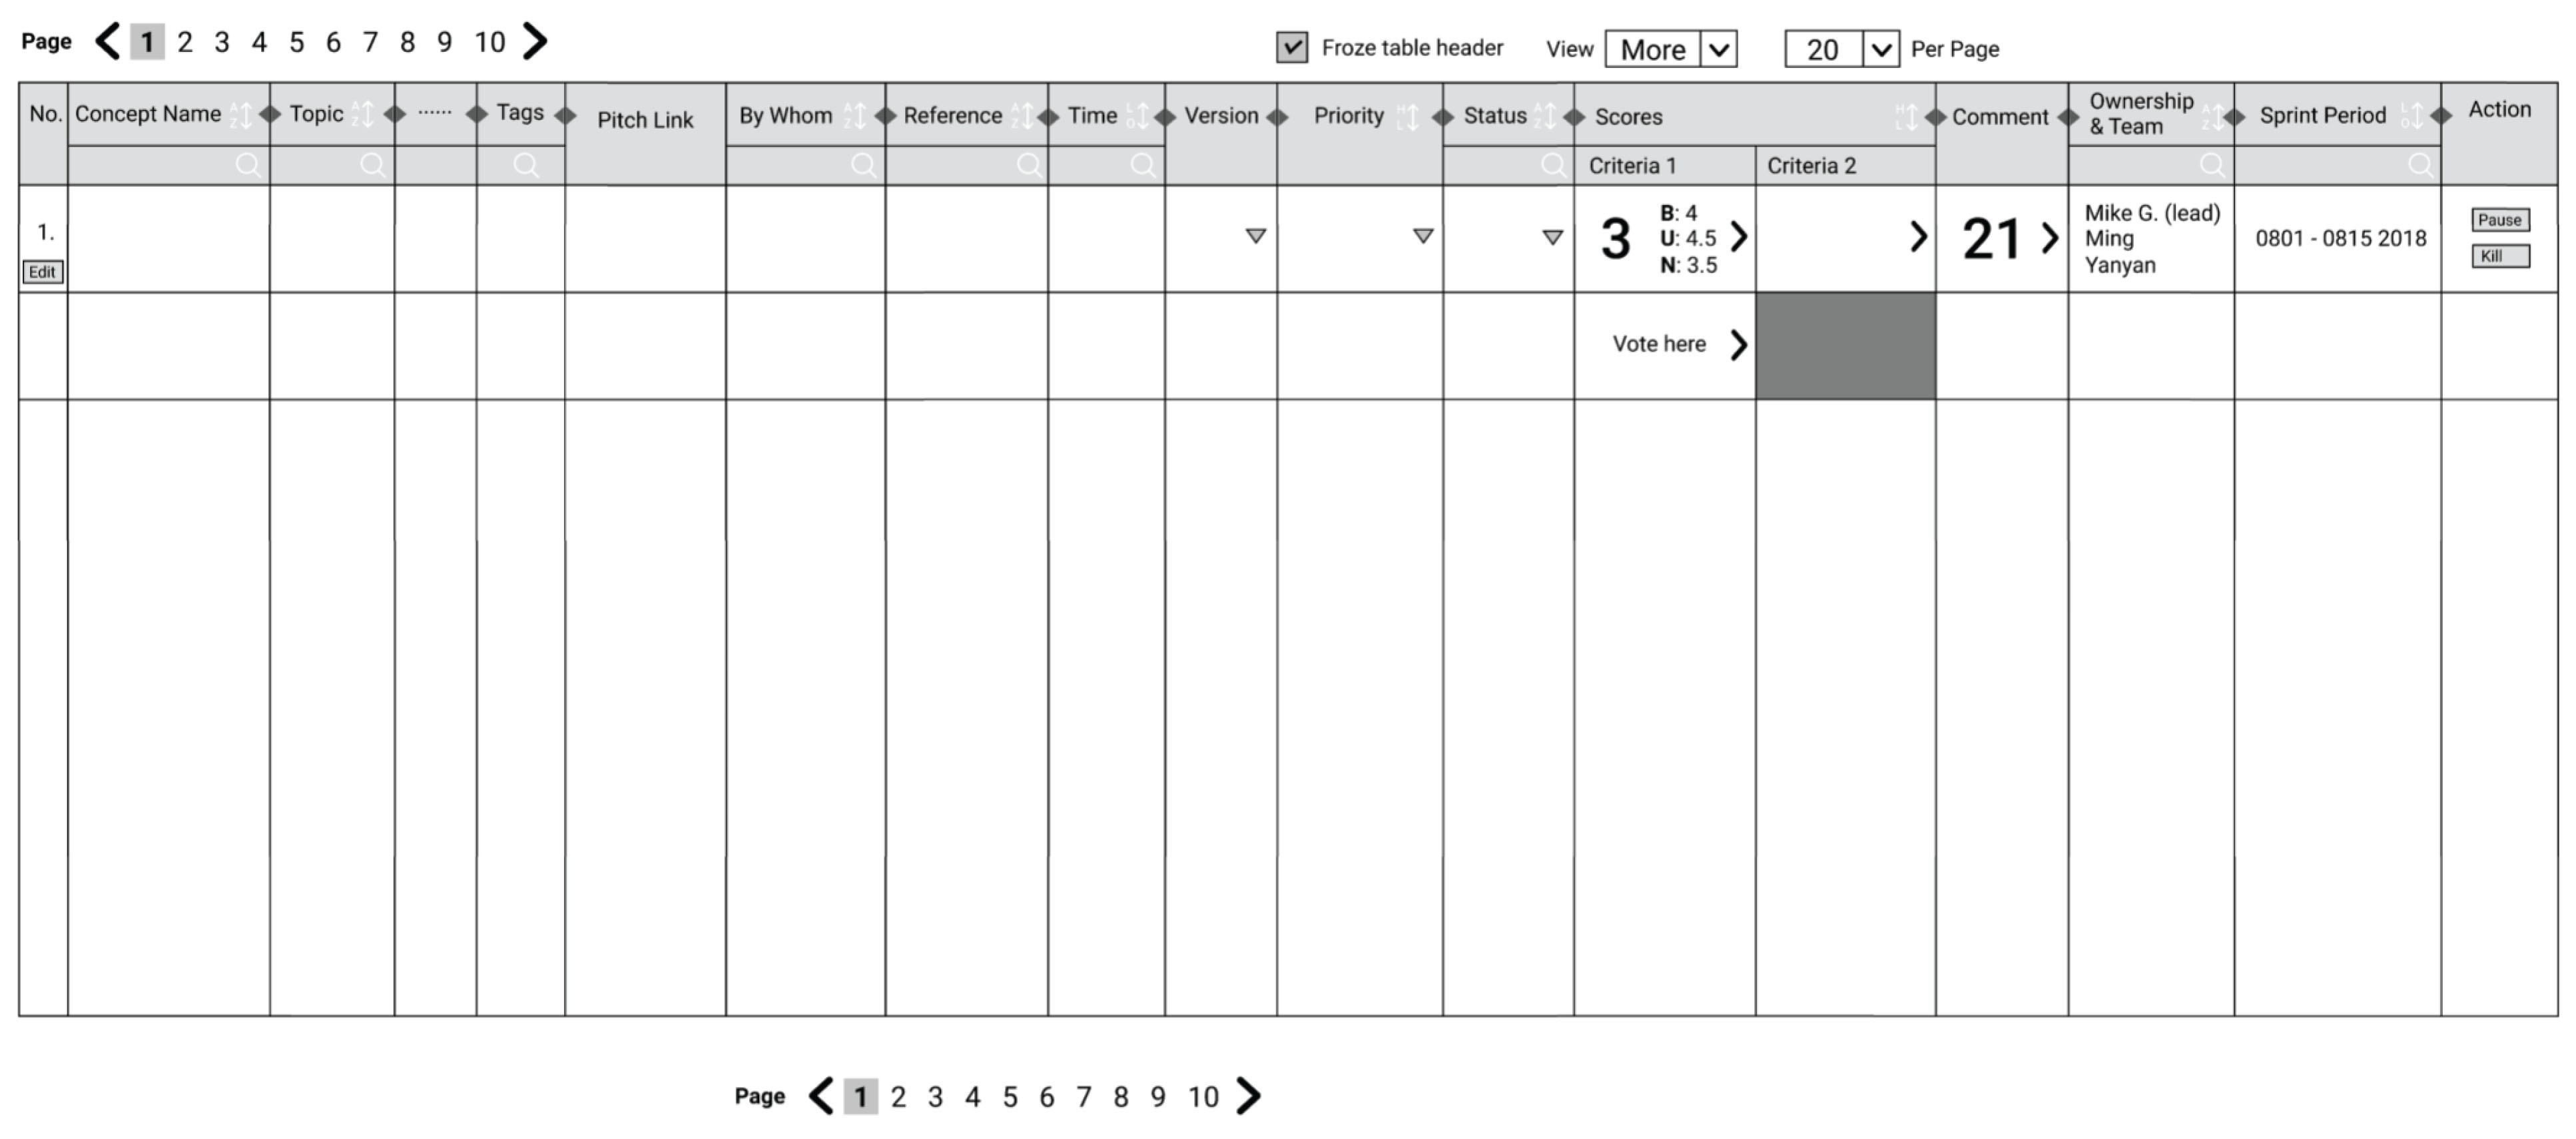 Page 1 2 3 4 5 6 7 8 9 10
Froze table header View More 20 Per Page
No. Concept Name Topic ...... Tags Pitch Link By Whom Reference Time Version Priority Status Scores Comment Ownership & Team Sprint Period Action
Criteria 1 Criteria 2
1.
Edit
3
B: 4
U: 4.5
N: 3.5
21
Mike G. (lead)
Ming
Yanyan
0801 - 0815 2018
Pause
Kill
Vote here
Page 1 2 3 4 5 6 7 8 9 10